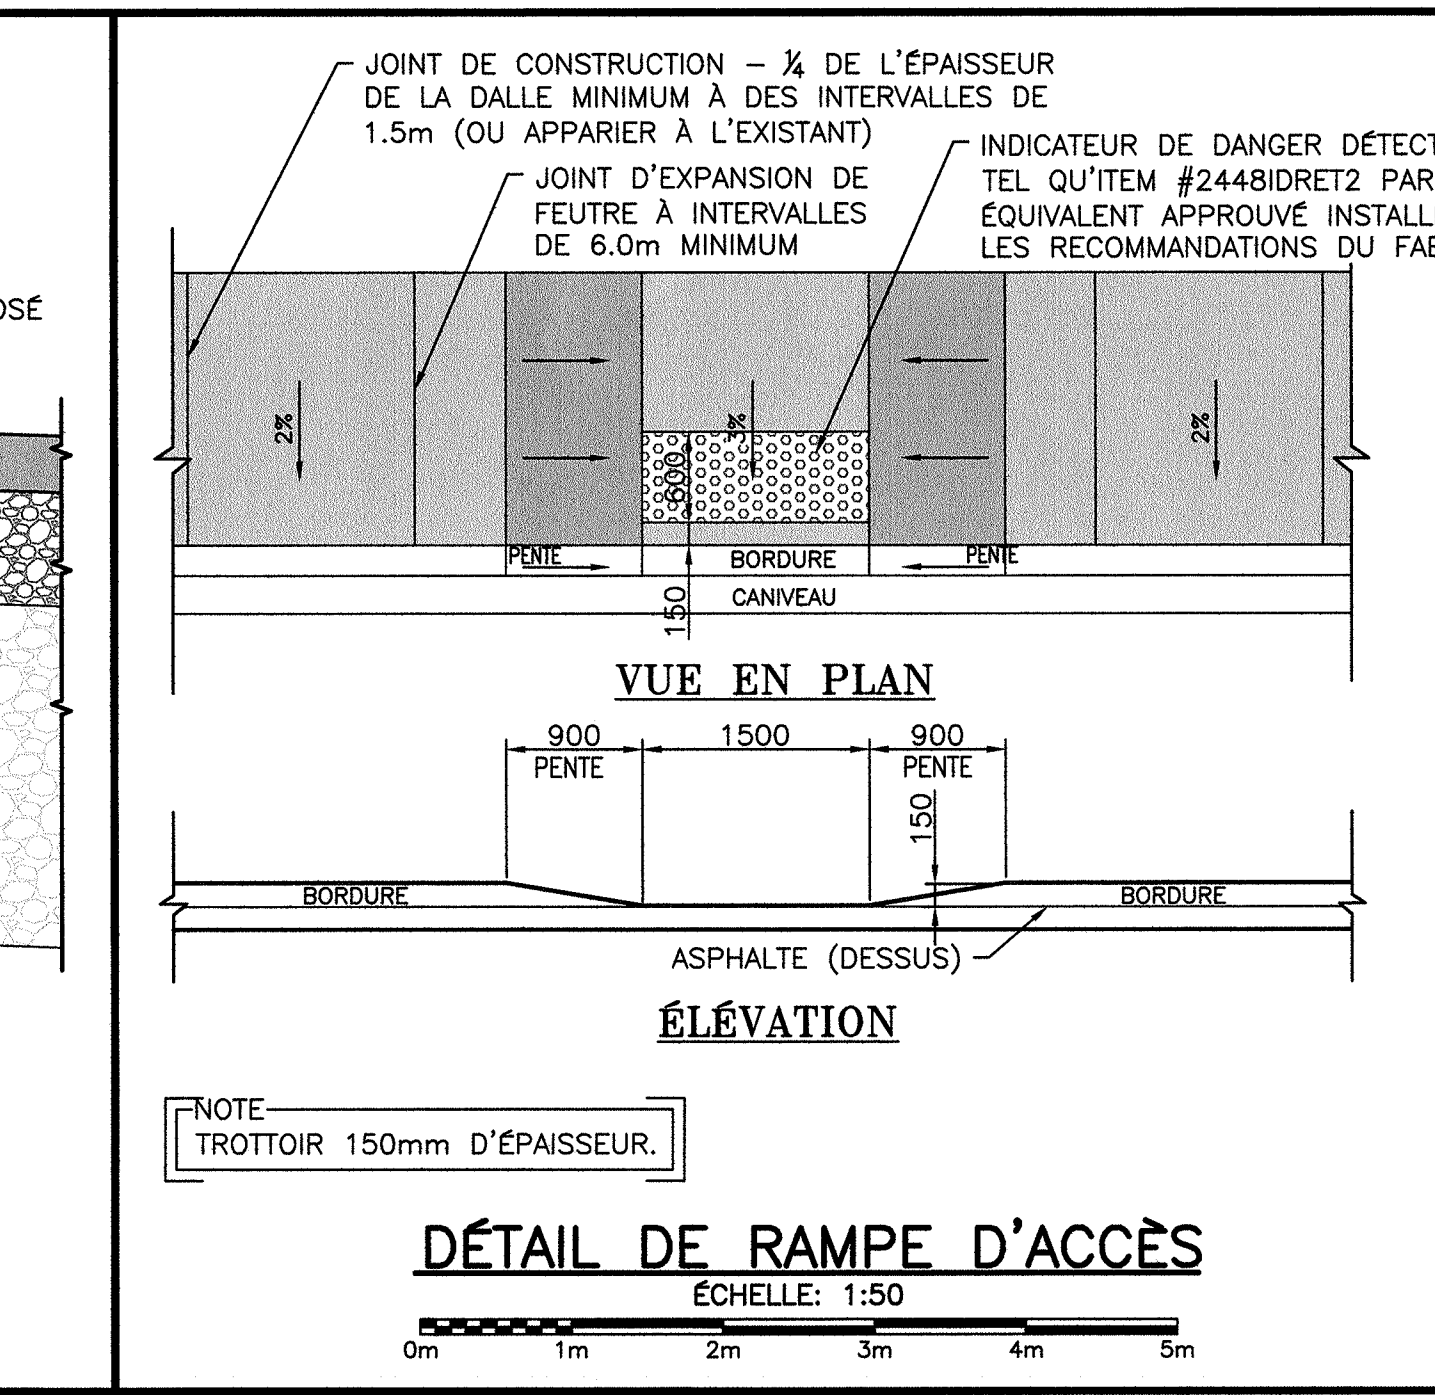 JOINT DE CONSTRUCTION – ¼ DE L'ÉPAISSEUR
DE LA DALLE MINIMUM À DES INTERVALLES DE
1.5m (OU APPARIER À L'EXISTANT)
INDICATEUR DE DANGER DÉTECT
TEL QU'ITEM #2448IDRET2 PAR
ÉQUIVALENT APPROUVÉ INSTALL
LES RECOMMANDATIONS DU
JOINT D'EXPANSION DE
FEUTRE À INTERVALLES
DE 6.0m MINIMUM
OSÉ
2%
3%
2%
600
PENTE
BORDURE
PENTE
CANIVEAU
150
VUE EN PLAN
900
1500
900
PENTE
PENTE
150
BORDURE
BORDURE
ASPHALTE (DESSUS)
ÉLÉVATION
NOTE
TROTTOIR 150mm D'ÉPAISSEUR.
DÉTAIL DE RAMPE D'ACCÈS
ÉCHELLE: 1:50
0m 1m 2m 3m 4m 5m